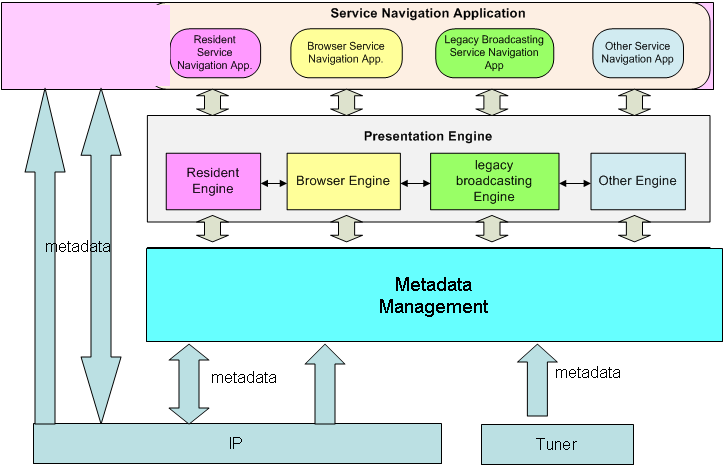 Service Navigation Application
Resident
Service
Navigation App.
Browser Service
Navigation App.
Legacy Broadcasting
Service Navigation
App
Other Service
Navigation App
Presentation Engine
Resident
Engine
Browser Engine
legacy
broadcasting
Engine
Other Engine
metadata
Metadata
Management
metadata
metadata
IP
Tuner